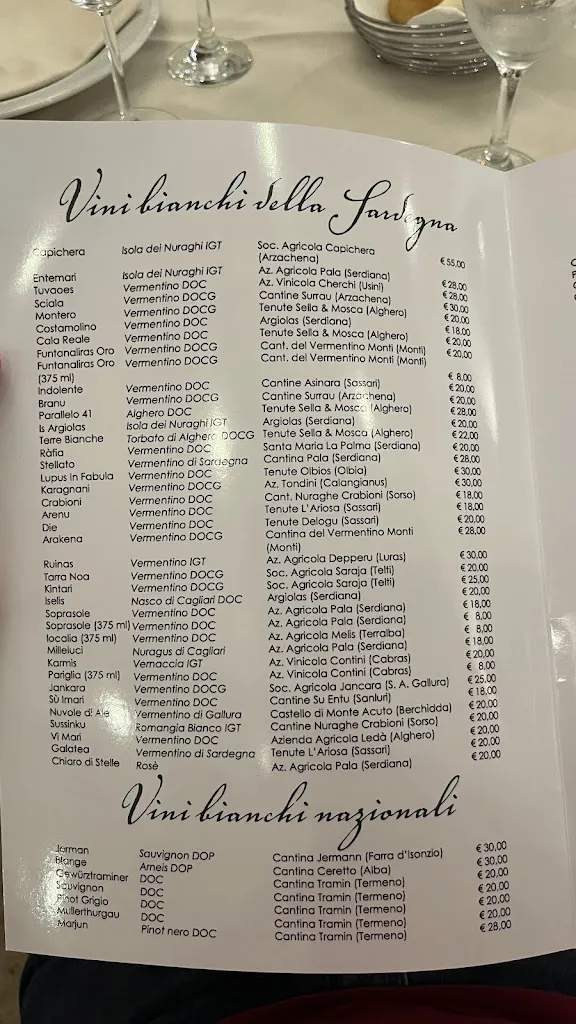 Vini bianchi della Sardegna
Capichera Isola dei Nuraghi IGT Soc. Agricola Capichera (Arzachena) € 55,00
Entemari Isola dei Nuraghi IGT Az. Agricola Pala (Serdiana) € 28,00
Tuvaoes Vermentino DOC Az. Vinicola Cherchi (Usini) € 28,00
Sciala Vermentino DOCG Cantine Surrau (Arzachena) € 30,00
Montero Vermentino DOC Tenute Sella & Mosca (Alghero) € 20,00
Costamolino Vermentino DOC Argiolas (Serdiana) € 18,00
Cala Reale Vermentino DOC Tenute Sella & Mosca (Alghero) € 20,00
Funtanaliras Oro Vermentino DOCG Cant. del Vermentino Monti (Monti) € 20,00
Funtanaliras Oro Vermentino DOCG Cant. del Vermentino Monti (Monti)
(375 ml) € 8,00
Indolente Vermentino DOC Cantine Asinara (Sassari) € 20,00
Branu Vermentino DOCG Cantine Surrau (Arzachena) € 20,00
Parallelo 41 Alghero DOC Tenute Sella & Mosca (Alghero) € 28,00
Is Argiolas Isola dei Nuraghi IGT Argiolas (Serdiana) € 20,00
Terre Bianche Torbato di Alghero DOCG Tenute Sella & Mosca (Alghero) € 22,00
Ràfia Vermentino DOC Santa Maria La Palma (Serdiana) € 20,00
Stellato Vermentino di Sardegna Cantina Pala (Serdiana) € 28,00
Lupus in Fabula Vermentino DOCG Tenute Olbios (Olbia) € 30,00
Karagnani Vermentino DOCG Az. Tondini (Calangianus) € 30,00
Crabioni Vermentino DOC Cant. Nuraghe Crabioni (Sorso) € 18,00
Arenu Vermentino DOC Tenute L'Ariosa (Sassari) € 18,00
Die Vermentino DOC Tenute Delogu (Sassari) € 20,00
Arakena Vermentino DOCG Cantina del Vermentino Monti € 28,00
(Monti)
Ruinas Vermentino IGT Az. Agricola Depperu (Luras) € 30,00
Tarra Noa Vermentino DOCG Soc. Agricola Saraja (Telti) € 20,00
Kintari Vermentino DOCG Soc. Agricola Saraja (Telti) € 25,00
Iselis Nasco di Cagliari DOC Argiolas (Serdiana) € 20,00
Soprasole Vermentino DOC Az. Agricola Pala (Serdiana) € 18,00
Soprasole (375 ml) Vermentino DOC Az. Agricola Pala (Serdiana) € 8,00
Iocalia (375 ml) Vermentino DOC Az. Agricola Melis (Terralba) € 8,00
Milleluci Nuragus di Cagliari Az. Agricola Pala (Serdiana) € 18,00
Karmis Vernaccia IGT Az. Vinicola Contini (Cabras) € 20,00
Pariglia (375 ml) Vermentino DOC Az. Vinicola Contini (Cabras) € 8,00
Jankara Vermentino DOCG Soc. Agricola Jancara (S. A. Gallura) € 25,00
Sù Imari Vermentino DOC Cantine Su Entu (Sanluri) € 18,00
Nuvole di Ale Vermentino di Gallura Castello di Monte Acuto (Berchidda) € 20,00
Sussinku Romangia Bianco IGT Cantine Nuraghe Crabioni (Sorso) € 20,00
Vi Mari Vermentino DOC Azienda Agricola Ledà (Alghero) € 20,00
Galatea Vermentino di Sardegna Tenute L'Ariosa (Sassari) € 20,00
Chiaro di Stelle Rosè Az. Agricola Pala (Serdiana) € 20,00
Vini bianchi nazionali
Jerman Sauvignon DOP Cantina Jermann (Farra d'Isonzio) € 30,00
Blange Arneis DOP Cantina Ceretto (Alba) € 30,00
Gewürztraminer DOC Cantina Tramin (Termeno) € 20,00
Sauvignon DOC Cantina Tramin (Termeno) € 20,00
Pinot Grigio DOC Cantina Tramin (Termeno) € 20,00
Mullerthurgau DOC Cantina Tramin (Termeno) € 20,00
Marjun Pinot nero DOC Cantina Tramin (Termeno) € 28,00